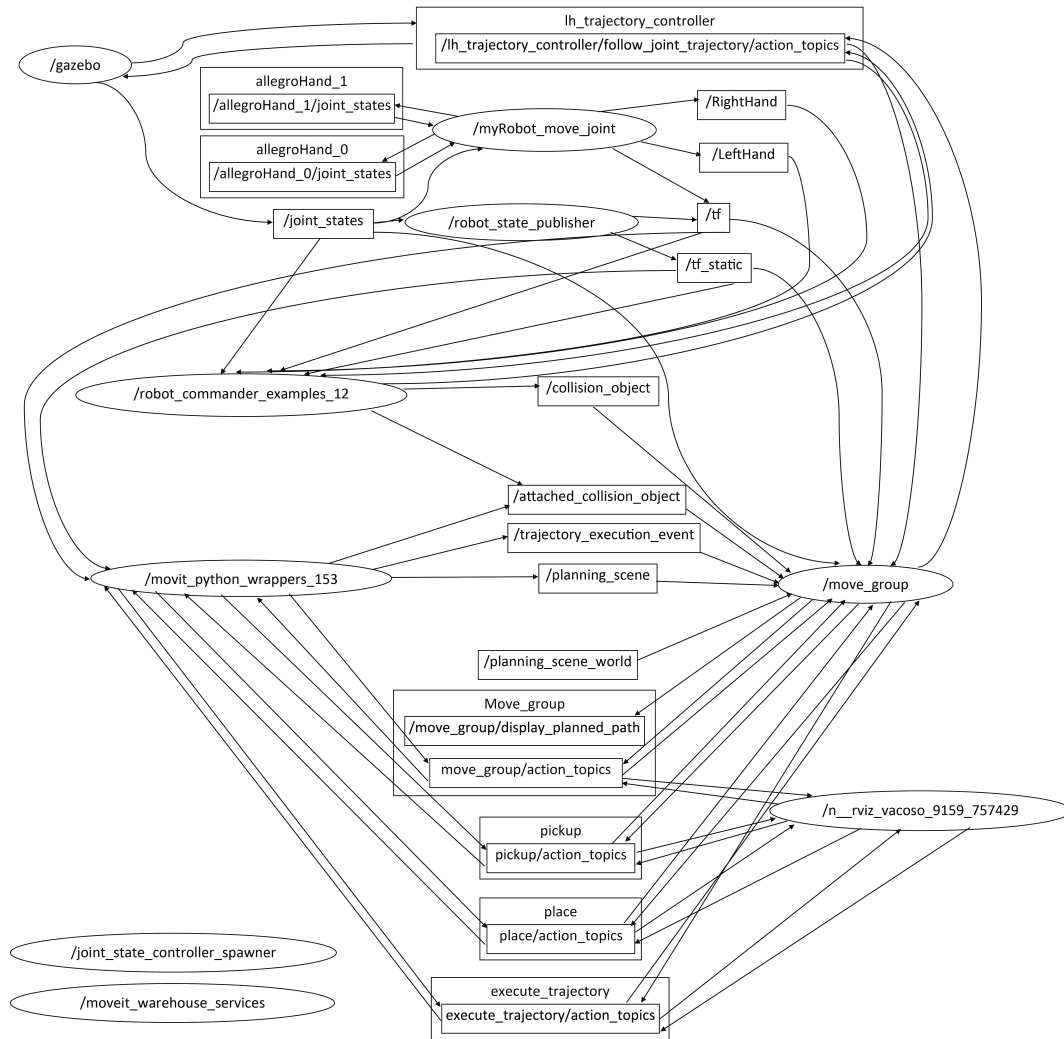 lh_trajectory_controller
/lh_trajectory_controller/follow_joint_trajectory/action_topics
/gazebo
allegroHand_1
/allegroHand_1/joint_states
/RightHand
/myRobot_move_joint
allegroHand_0
/allegroHand_0/joint_states
/LeftHand
/joint_states
/robot_state_publisher
/tf
/tf_static
/robot_commander_examples_12
/collision_object
/attached_collision_object
/trajectory_execution_event
/movit_python_wrappers_153
/planning_scene
/move_group
/planning_scene_world
Move_group
/move_group/display_planned_path
move_group/action_topics
/n__rviz_vacoso_9159_757429
pickup
pickup/action_topics
place
place/action_topics
/joint_state_controller_spawner
execute_trajectory
/moveit_warehouse_services
execute_trajectory/action_topics